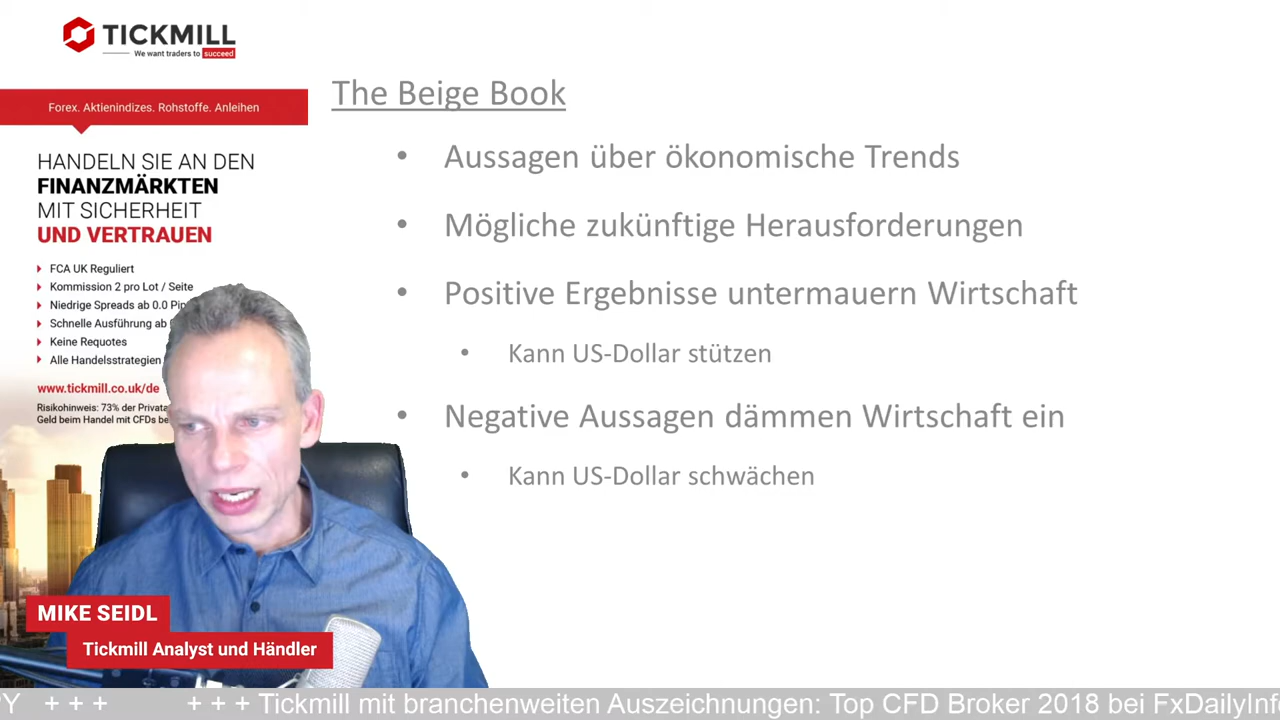 TICKMILL
We want traders to succeed
Forex. Aktienindizes. Rohstoffe. Anleihen
HANDELN SIE AN DEN
FINANZMÄRKTEN
MIT SICHERHEIT
UND VERTRAUEN
FCA UK Reguliert
Kommission 2 pro Lot / Seite
Niedrige Spreads ab 0.0
Schnelle Ausführung ab
Keine Requotes
Alle Handelsstrategien
www.tickmill.co.uk/de
Risikohinweis: 73% der
Geld beim Handel mit CFDs
The Beige Book
• Aussagen über ökonomische Trends
• Mögliche zukünftige Herausforderungen
• Positive Ergebnisse untermauern Wirtschaft
• Kann US-Dollar stützen
• Negative Aussagen dämmen Wirtschaft ein
• Kann US-Dollar schwächen
MIKE SEIDL
Tickmill Analyst und Händler
+ + + + + + Tickmill mit branchenweiten Auszeichnungen: Top CFD Broker 2018 bei